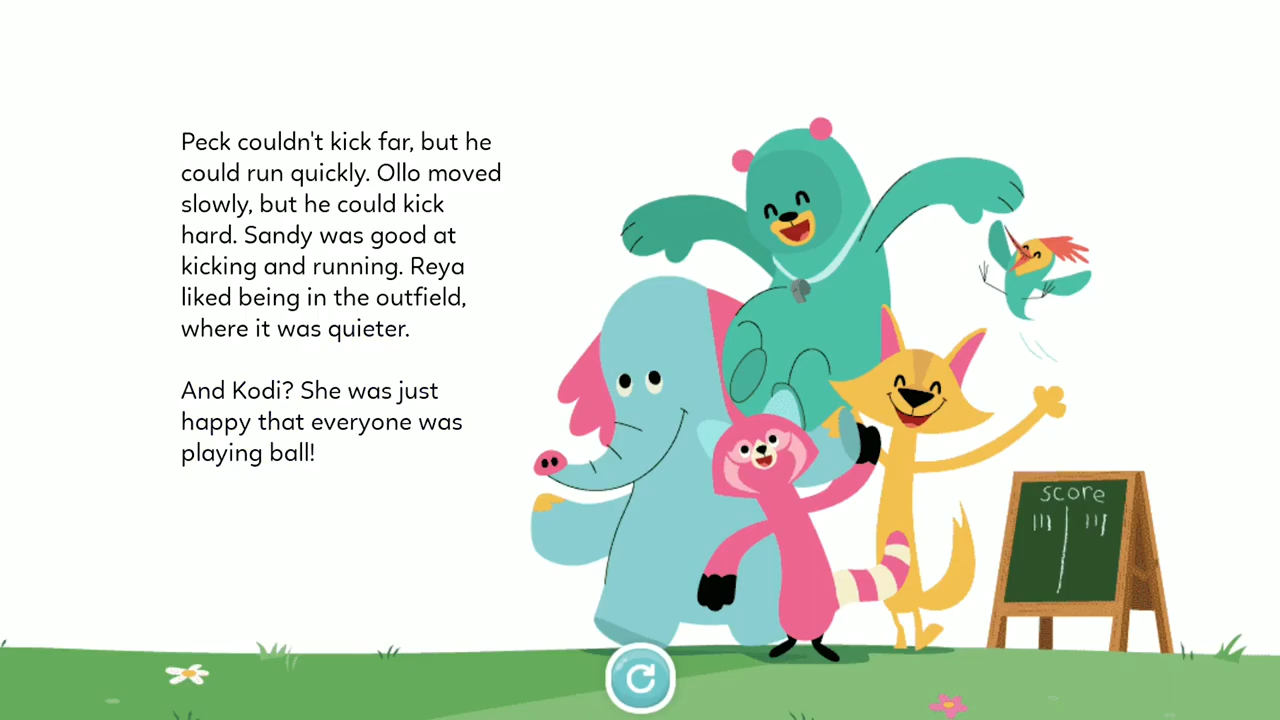 Peck couldn't kick far, but he
could run quickly. Ollo moved
slowly, but he could kick
hard. Sandy was good at
kicking and running. Reya
liked being in the outfield,
where it was quieter.
And Kodi? She was just
happy that everyone was
playing ball!
score